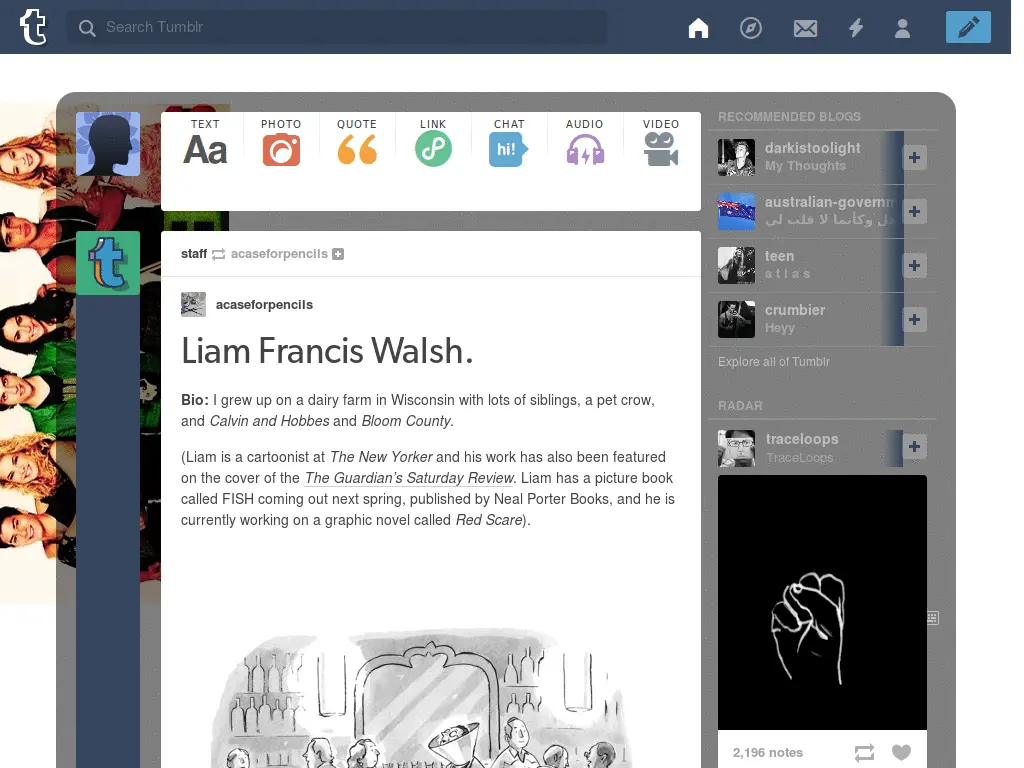 Search Tumblr
TEXT
PHOTO
QUOTE
LINK
CHAT
AUDIO
VIDEO
Aa
hi!
RECOMMENDED BLOGS
darkistoolight
My Thoughts
australian-governm
هل وكأنما لا قلب لى
teen
a t l a s
crumbier
Heyy
Explore all of Tumblr
RADAR
traceloops
TraceLoops
2,196 notes
staff acaseforpencils
acaseforpencils
Liam Francis Walsh.
Bio: I grew up on a dairy farm in Wisconsin with lots of siblings, a pet crow,
and Calvin and Hobbes and Bloom County.
(Liam is a cartoonist at The New Yorker and his work has also been featured
on the cover of the The Guardian’s Saturday Review. Liam has a picture book
called FISH coming out next spring, published by Neal Porter Books, and he is
currently working on a graphic novel called Red Scare).